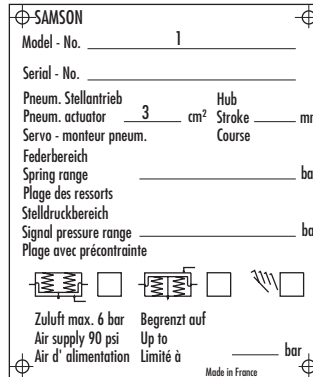 SAMSON
Model - No. 1
Serial - No.
Pneum. Stellantrieb Hub
Pneum. actuator 3 cm² Stroke mm
Servo - monteur pneum. Course
Federbereich
Spring range bar
Plage des ressorts
Stelldruckbereich
Signal pressure range bar
Plage avec précontrainte
Zuluft max. 6 bar Begrenzt auf
Air supply 90 psi Up to
Air d' alimentation Limité à bar
Made in France